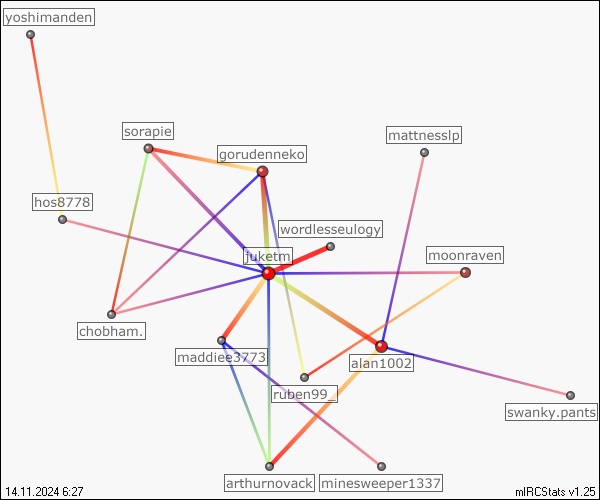 yoshimanden
sorapie
mattnesslp
gorudenneko
hos8778
wordlesseulogy
juketm
moonraven
chobham.
maddiee3773
alan1002
ruben99_
swanky.pants
arthurnovack
minesweeper1337
14.11.2024 6:27
mIRCStats v1.25